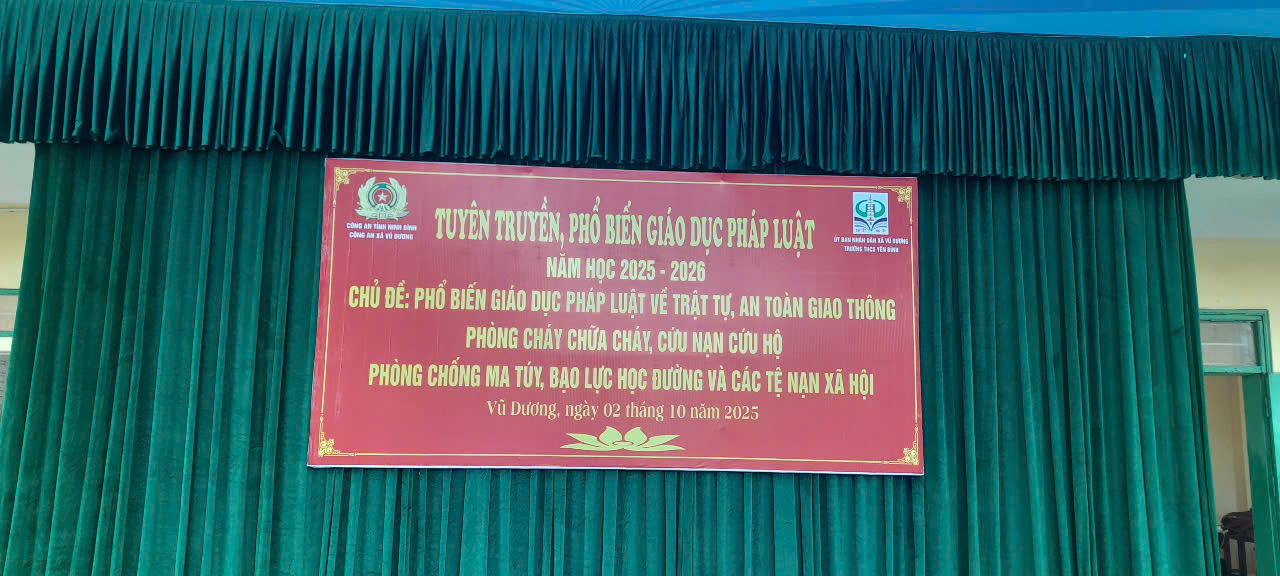 CÔNG AN TỈNH NINH BÌNH
CÔNG AN XÃ VŨ DƯƠNG
ỦY BAN NHÂN DÂN XÃ VŨ DƯƠNG
TRƯỜNG THCS YÊN BÌNH
TUYÊN TRUYỀN, PHỔ BIẾN GIÁO DỤC PHÁP LUẬT
NĂM HỌC 2025 - 2026
CHỦ ĐỀ: PHỔ BIẾN GIÁO DỤC PHÁP LUẬT VỀ TRẬT TỰ, AN TOÀN GIAO THÔNG
PHÒNG CHÁY CHỮA CHÁY, CỨU NẠN CỨU HỘ
PHÒNG CHỐNG MA TÚY, BẠO LỰC HỌC ĐƯỜNG VÀ CÁC TỆ NẠN XÃ HỘI
Vũ Dương, ngày 02 tháng 10 năm 2025